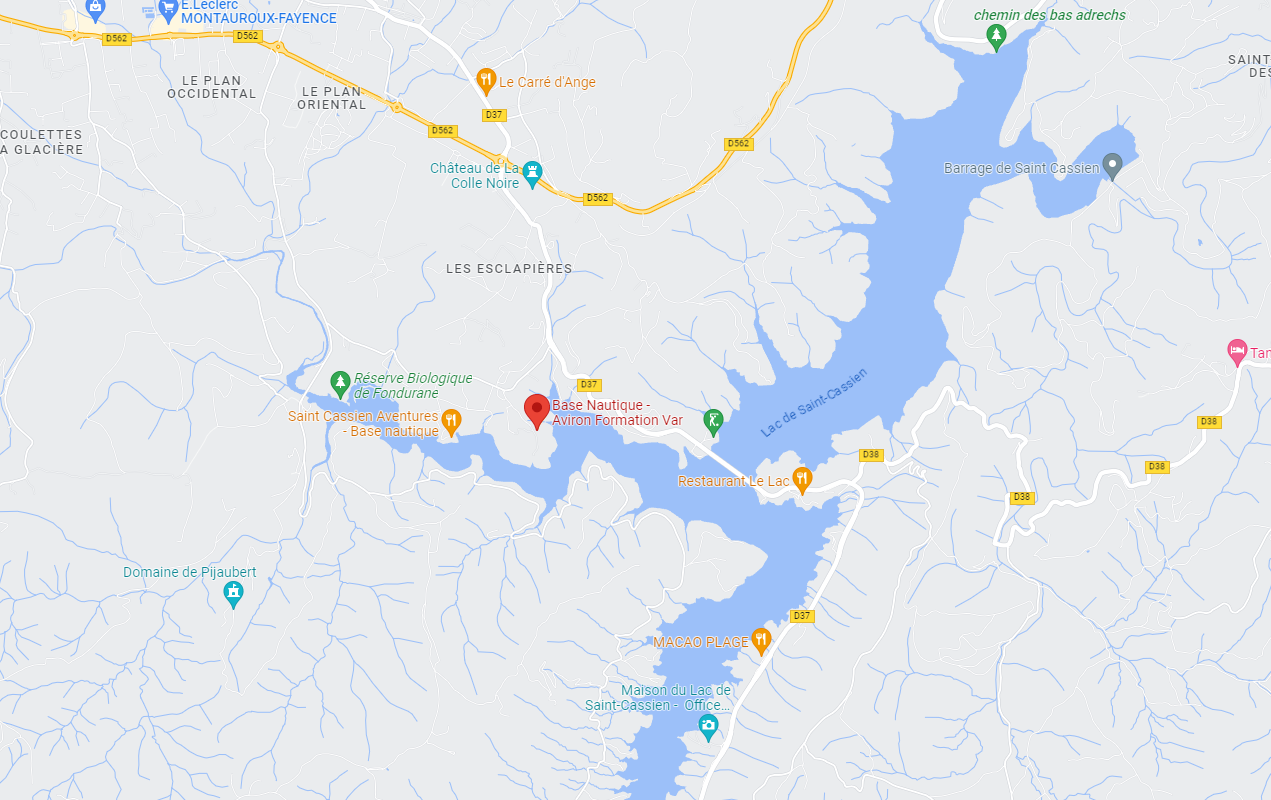 E.Leclerc
MONTAUROUX-FAYENCE
chemin des bas adrechs
D562
D562
LE PLAN
OCCIDENTAL
LE PLAN
ORIENTAL
Le Carré d'Ange
D37
D562
D562
COULETTES
A GLACIÈRE
SAINT
DES
Château de La
Colle Noire
Barrage de Saint Cassien
D562
LES ESCLAPIÈRES
Tan
Réserve Biologique
de Fondurane
D37
Base Nautique -
Aviron Formation Var
Saint Cassien Aventures
- Base nautique
Lac de Saint-Cassien
D38
D38
D38
D38
Restaurant Le Lac
Domaine de Pijaubert
D37
MACAO PLAGE
Maison du Lac de
Saint-Cassien - Office...